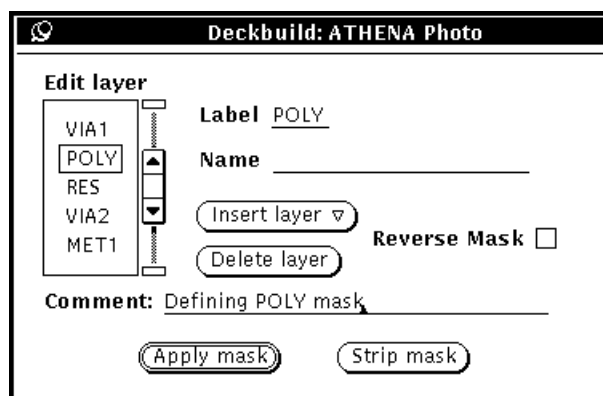 Deckbuild: ATHENA Photo
Edit layer
VIA1
POLY
RES
VIA2
MET1
Label POLY
Name
Insert layer
Delete layer
Reverse Mask
Comment: Defining POLY mask
Apply mask
Strip mask